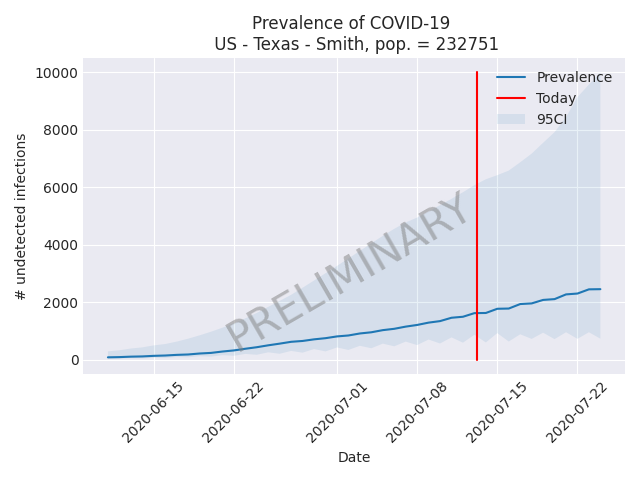 Prevalence of COVID-19
US - Texas - Smith, pop. = 232751
10000
8000
6000
4000
2000
0
# undetected infections
Prevalence
Today
95CI
PRELIMINARY
2020-06-15
2020-06-22
2020-07-01
2020-07-08
2020-07-15
2020-07-22
Date